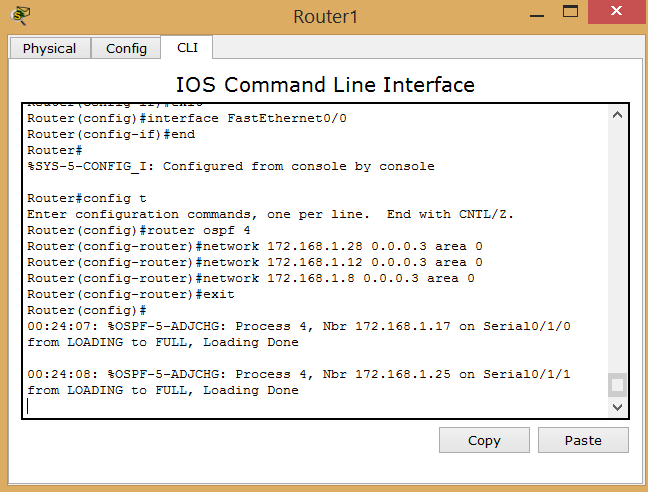 Router1
Physical
Config
CLI
IOS Command Line Interface
Router(config-if)#exit
Router(config)#interface FastEthernet0/0
Router(config-if)#end
Router#
%SYS-5-CONFIG_I: Configured from console by console
Router#config t
Enter configuration commands, one per line.  End with CNTL/Z.
Router(config)#router ospf 4
Router(config-router)#network 172.168.1.28 0.0.0.3 area 0
Router(config-router)#network 172.168.1.12 0.0.0.3 area 0
Router(config-router)#network 172.168.1.8 0.0.0.3 area 0
Router(config-router)#exit
Router(config)#
00:24:07: %OSPF-5-ADJCHG: Process 4, Nbr 172.168.1.17 on Serial0/1/0
from LOADING to FULL, Loading Done
00:24:08: %OSPF-5-ADJCHG: Process 4, Nbr 172.168.1.25 on Serial0/1/1
from LOADING to FULL, Loading Done
Copy
Paste